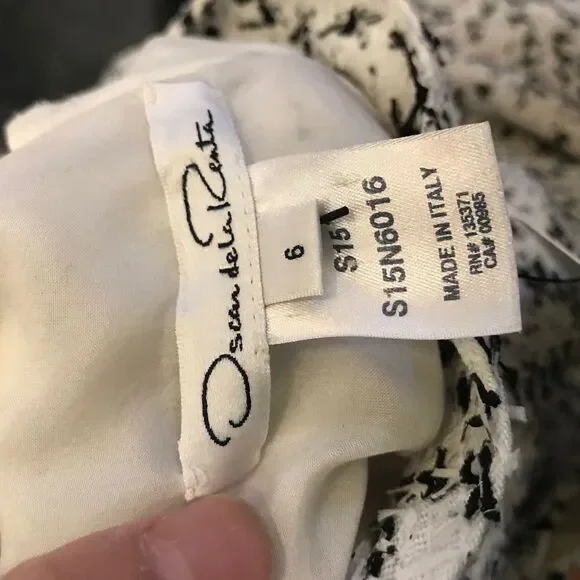 Oscar de la Renta
6
S15
S15N6016
MADE IN ITALY
RN# 135371
CA# 00985